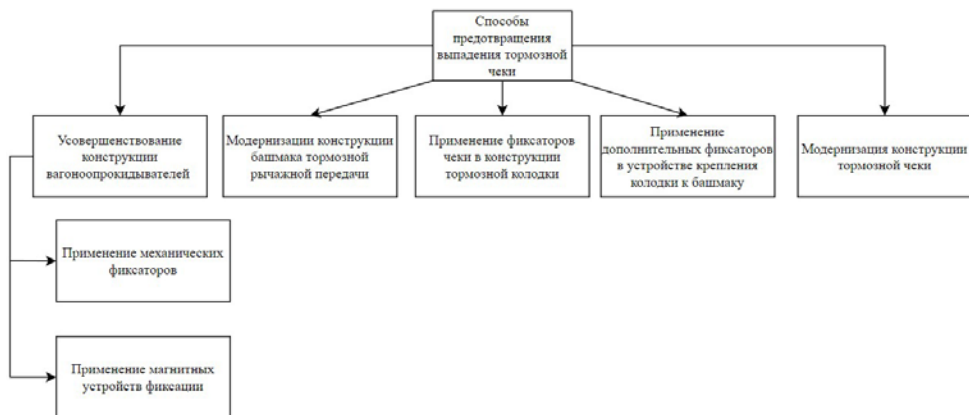 Способы
предотвращения
выпадения тормозной
чеки
Усовершенствование
конструкции
вагоноопрокидывателей
Модернизации конструкции
башмака тормозной
рычажной передачи
Применение фиксаторов
чеки в конструкции
тормозной колодки
Применение
дополнительных фиксаторов
в устройстве крепления
колодки к башмаку
Модернизация конструкции
тормозной чеки
Применение механических
фиксаторов
Применение магнитных
устройств фиксации